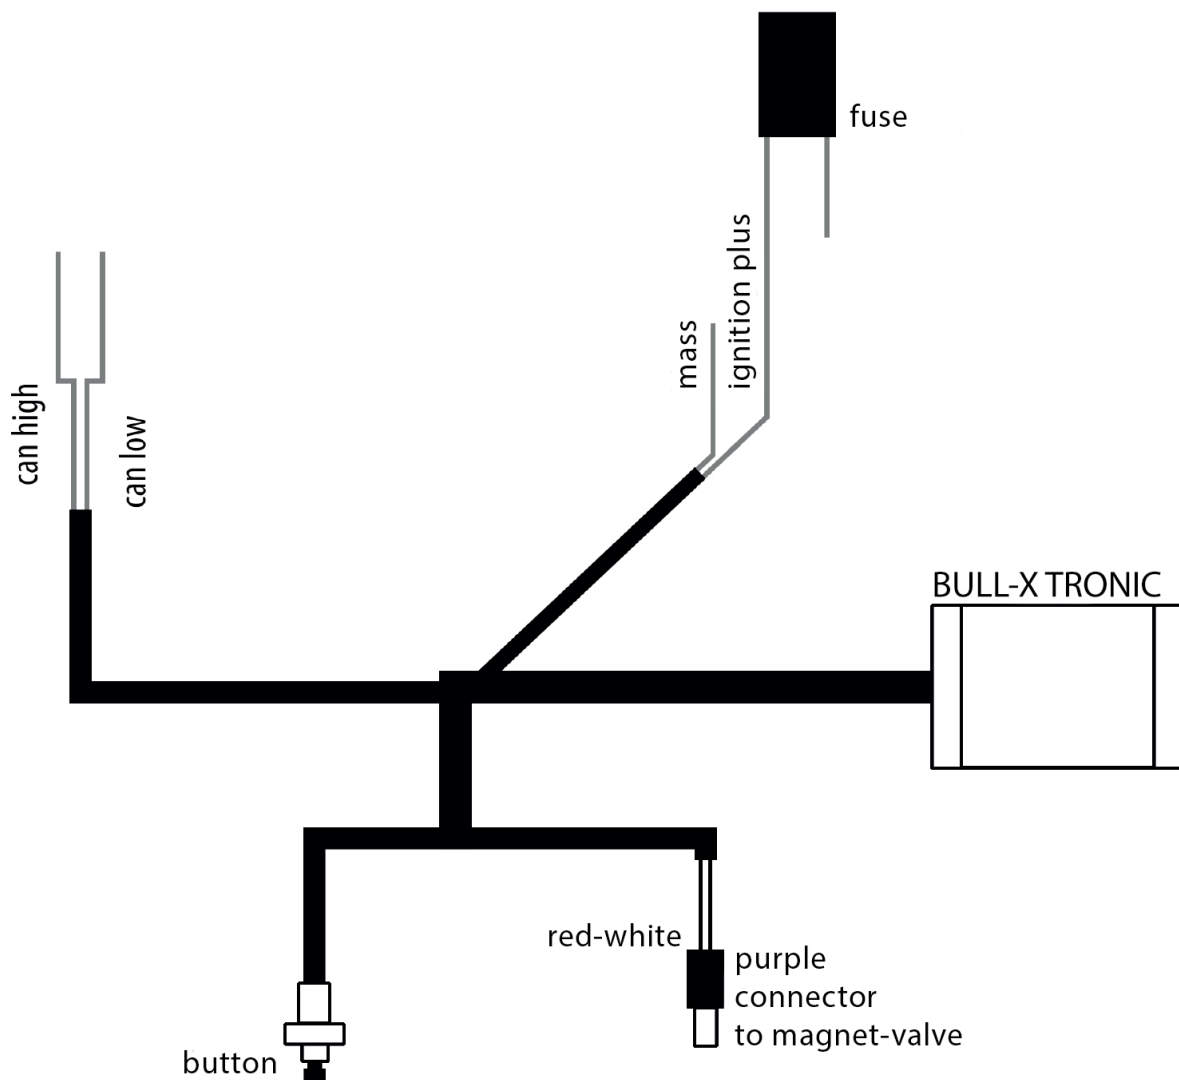 fuse
ignition plus
mass
can high
can low
BULL-X TRONIC
red-white
purple
connector
to magnet-valve
button